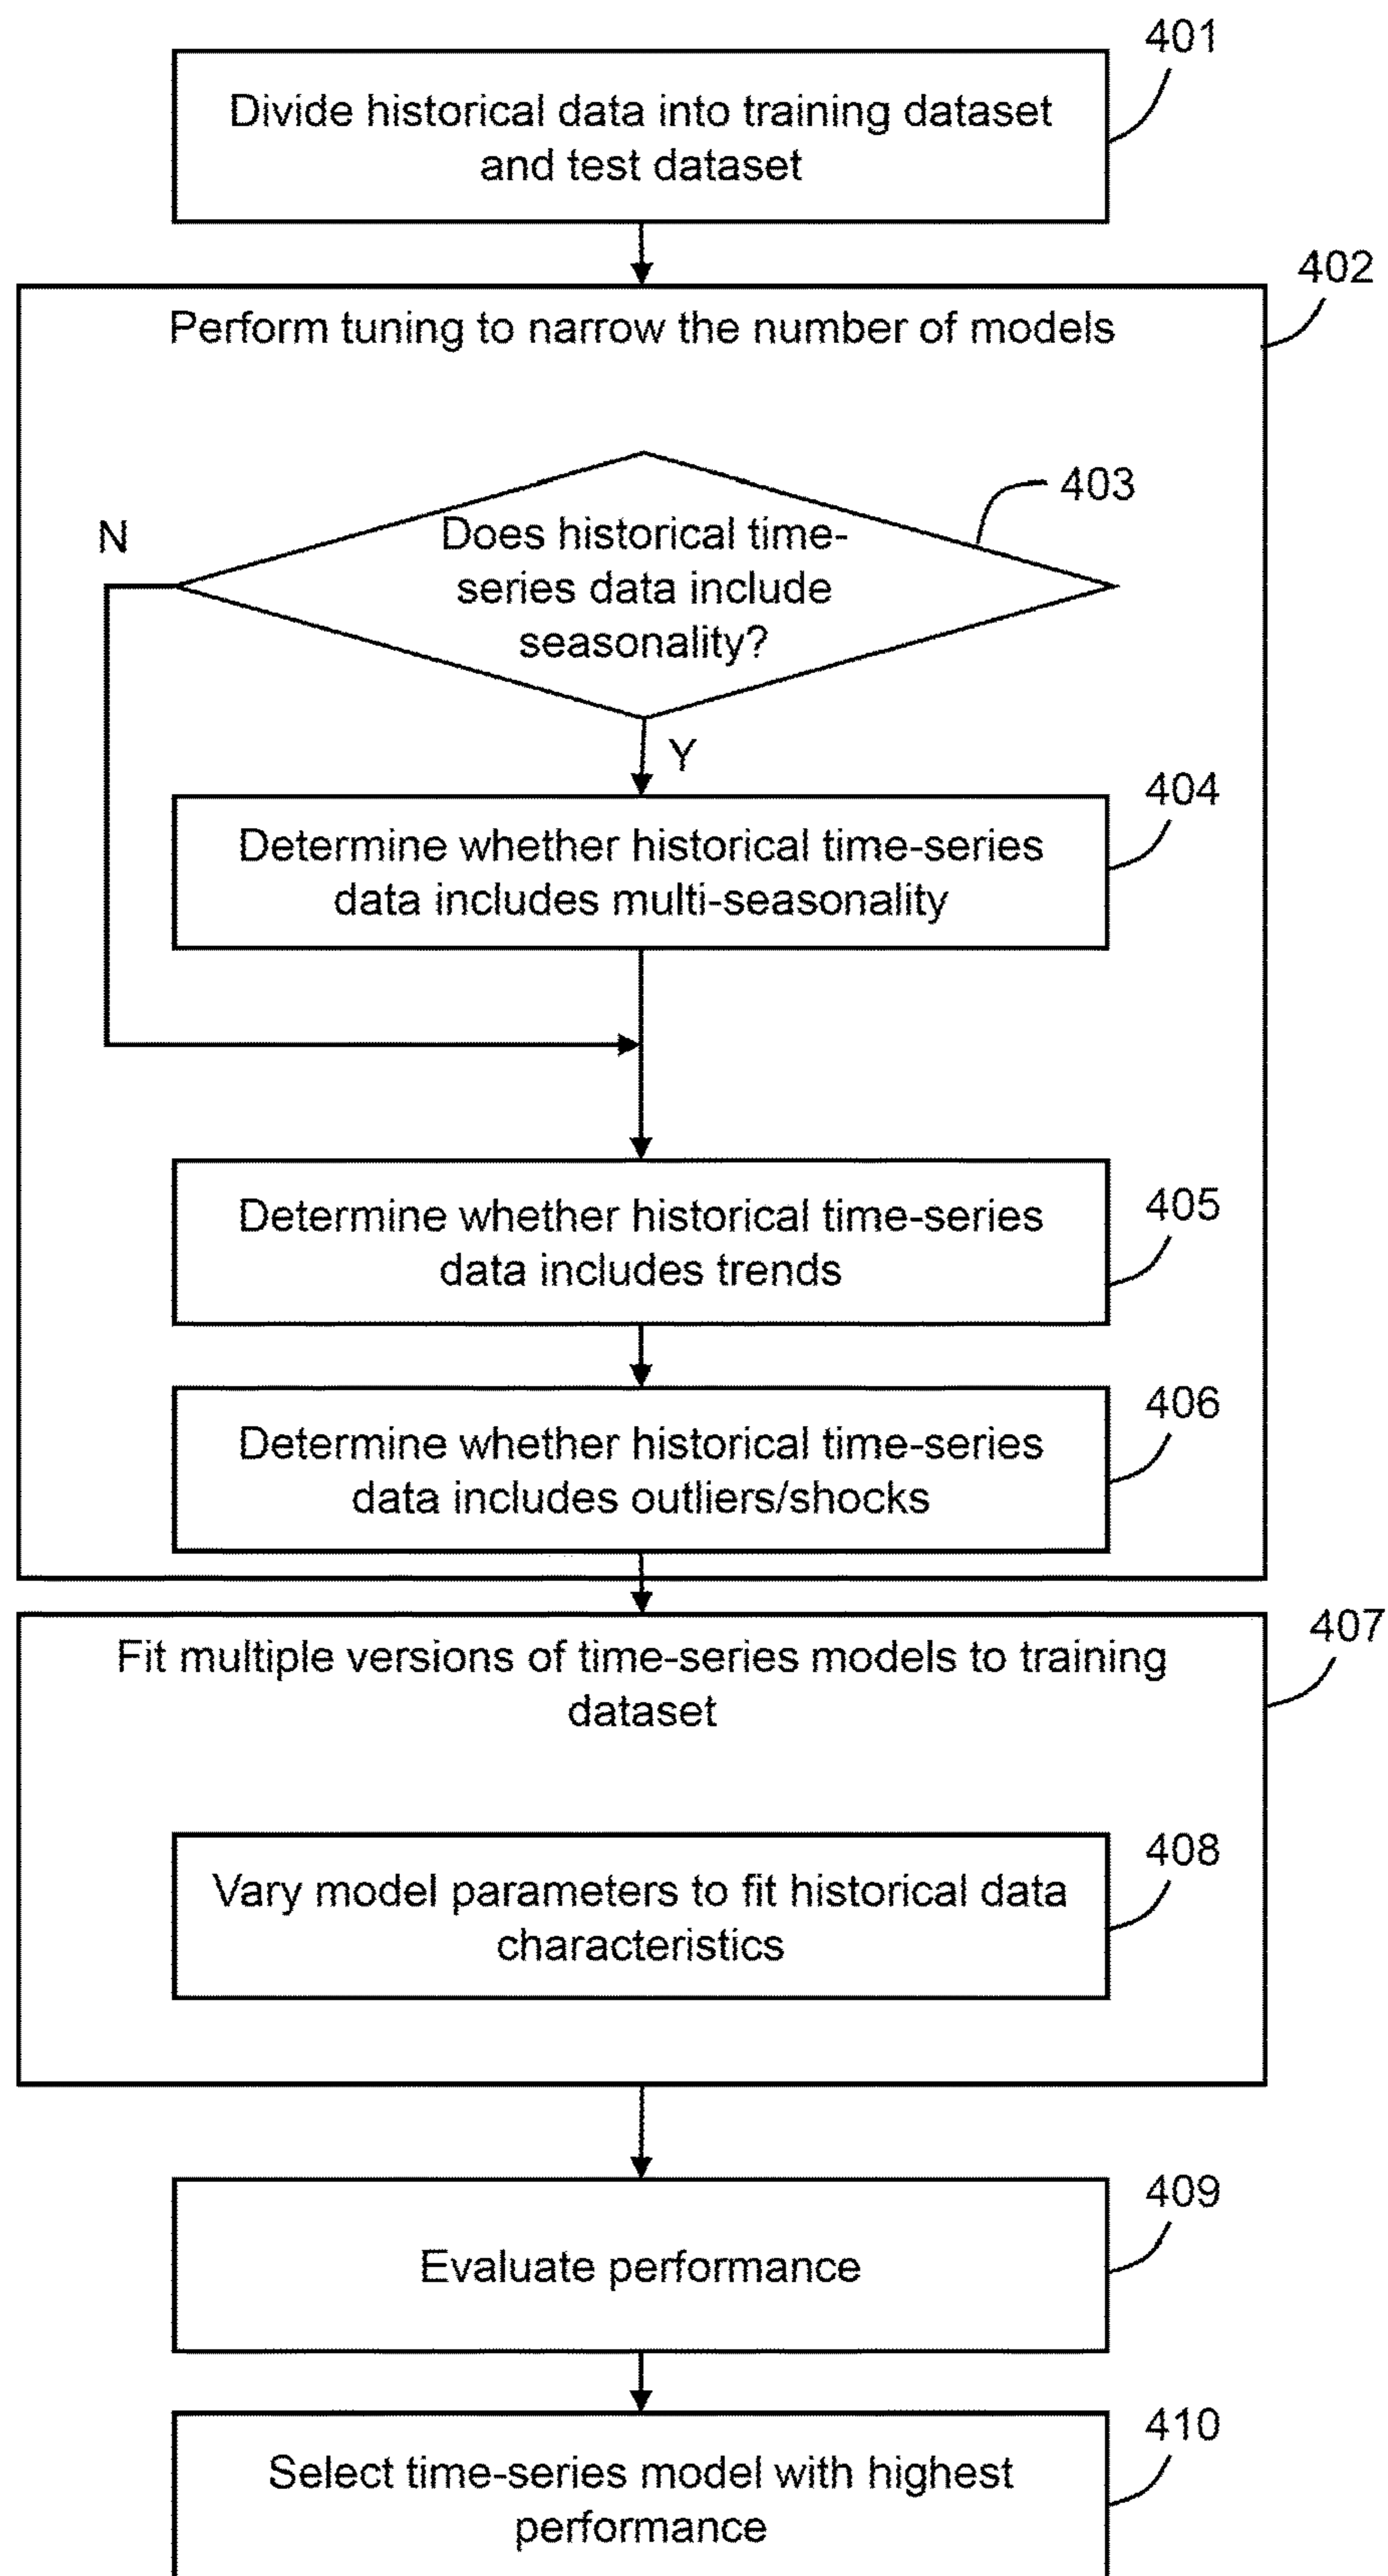 401
Divide historical data into training dataset
and test dataset
402
Perform tuning to narrow the number of models
403
N
Does historical time-
series data include
seasonality?
Y
404
Determine whether historical time-series
data includes multi-seasonality
405
Determine whether historical time-series
data includes trends
406
Determine whether historical time-series
data includes outliers/shocks
407
Fit multiple versions of time-series models to training
dataset
408
Vary model parameters to fit historical data
characteristics
409
Evaluate performance
410
Select time-series model with highest
performance